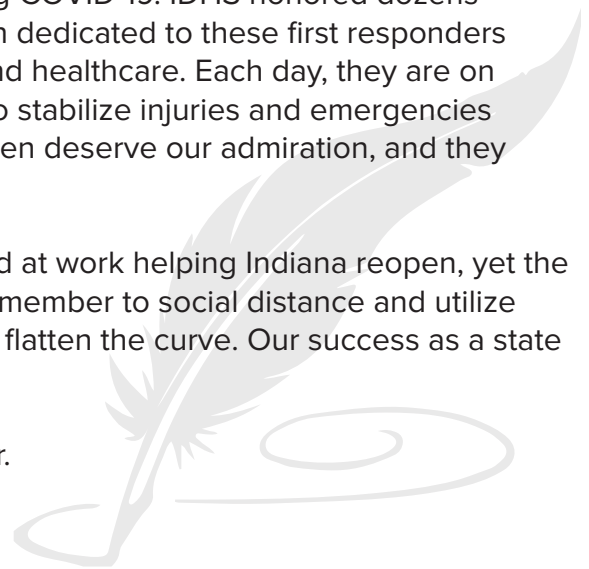 g COVID-19. IDHS honored dozens
n dedicated to these first responders
nd healthcare. Each day, they are on
o stabilize injuries and emergencies
en deserve our admiration, and they
d at work helping Indiana reopen, yet the
member to social distance and utilize
flatten the curve. Our success as a state
r.